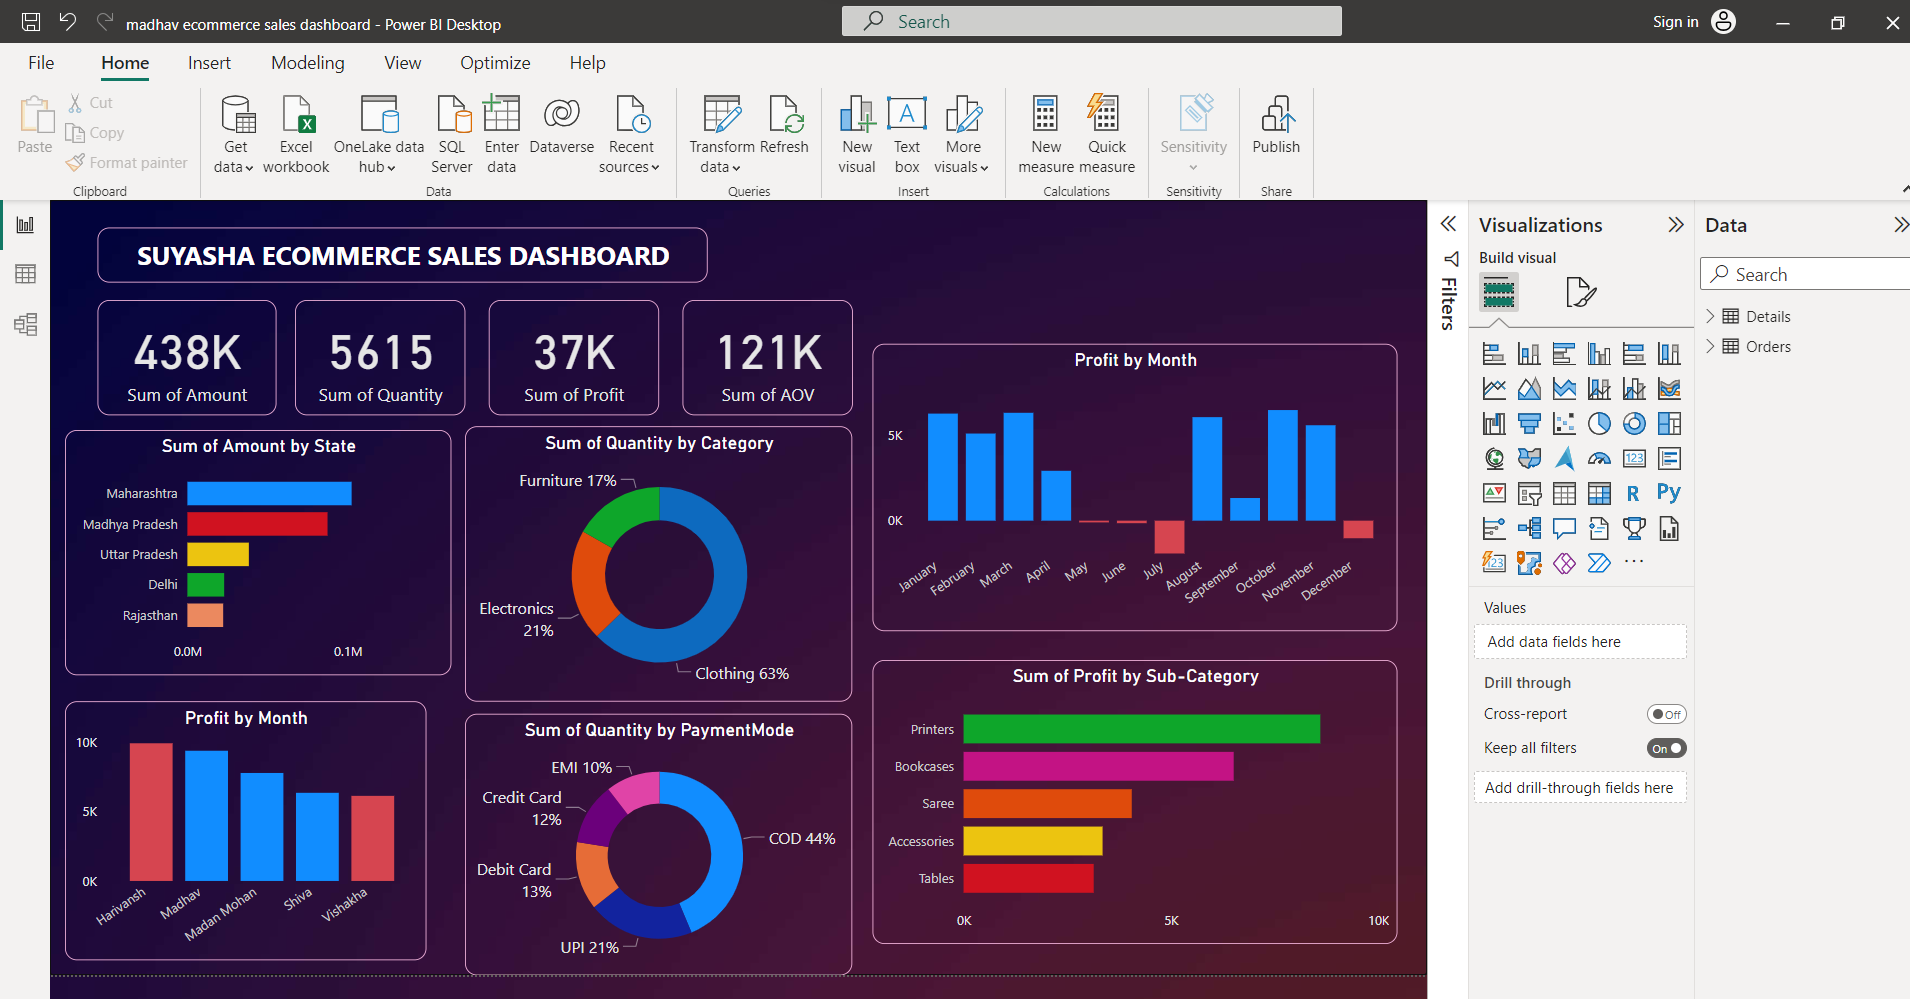 madhav ecommerce sales dashboard - Power BI Desktop
Search
Sign in
File
Home
Insert
Modeling
View
Optimize
Help
Paste
Cut
Copy
Format painter
Clipboard
Get data
Excel workbook
OneLake data hub
SQL Server
Enter data
Dataverse
Recent sources
Data
Transform data
Refresh
Queries
New visual
A
Text box
More visuals
Insert
New measure
Quick measure
Calculations
Sensitivity
Sensitivity
Publish
Share
SUYASHA ECOMMERCE SALES DASHBOARD
438K
Sum of Amount
5615
Sum of Quantity
37K
Sum of Profit
121K
Sum of AOV
Sum of Amount by State
Maharashtra
Madhya Pradesh
Uttar Pradesh
Delhi
Rajasthan
0.0M
0.1M
Sum of Quantity by Category
Furniture 17%
Electronics
21%
Clothing 63%
Profit by Month
5K
0K
January
February
March
April
May
June
July
August
September
October
November
December
Profit by Month
10K
5K
0K
Harivansh
Madhav
Madan Mohan
Shiva
Vishakha
Sum of Quantity by PaymentMode
EMI 10%
Credit Card
12%
Debit Card
13%
UPI 21%
COD 44%
Sum of Profit by Sub-Category
Printers
Bookcases
Saree
Accessories
Tables
0K
5K
10K
Filters
Visualizations
Build visual
123
R
Py
123
...
Values
Add data fields here
Drill through
Cross-report
Off
Keep all filters
On
Add drill-through fields here
Data
Search
Details
Orders